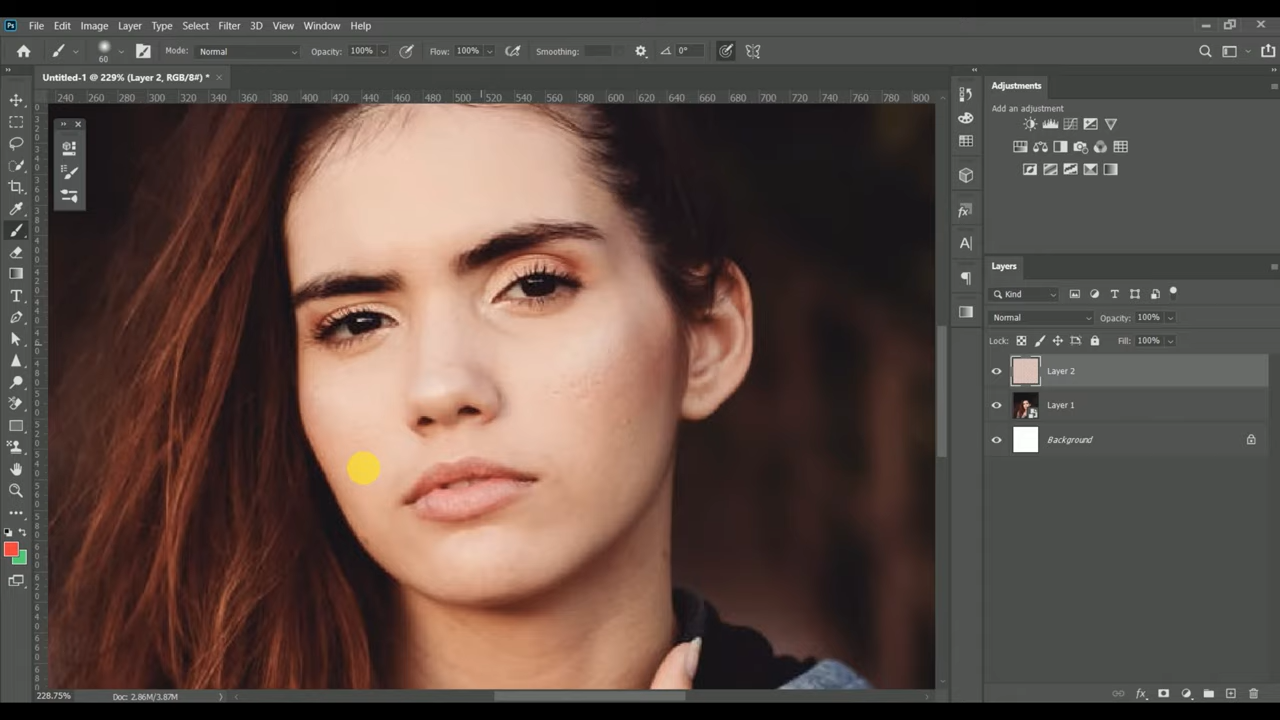 Ps File Edit Image Layer Type Select Filter 3D View Window Help
60 Mode: Normal Opacity: 100% Flow: 100% Smoothing: 0°
Untitled-1 @ 229% (Layer 2, RGB/8#) *
240 260 280 300 320 340 360 380 400 420 440 460 480 500 520 540 560 580 600 620 640 660 680 700 720 740 760 780 800
Adjustments
Add an adjustment
Layers
Kind
Normal Opacity: 100%
Lock: Fill: 100%
Layer 2
Layer 1
Background
228.75% Doc: 2.86M/3.87M